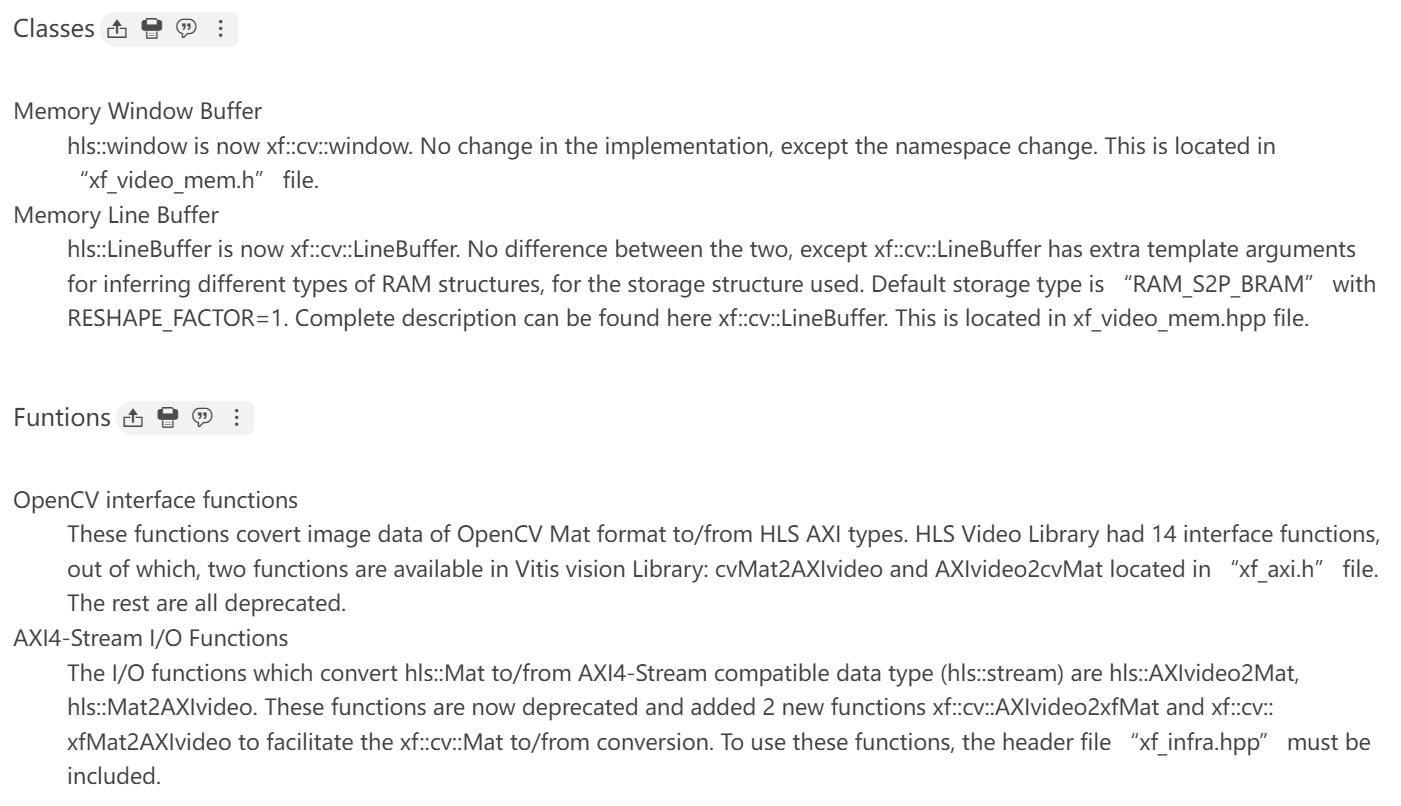 Classes
Memory Window Buffer
hls::window is now xf::cv::window. No change in the implementation, except the namespace change. This is located in
“xf_video_mem.h” file.
Memory Line Buffer
hls::LineBuffer is now xf::cv::LineBuffer. No difference between the two, except xf::cv::LineBuffer has extra template arguments
for inferring different types of RAM structures, for the storage structure used. Default storage type is “RAM_S2P_BRAM” with
RESHAPE_FACTOR=1. Complete description can be found here xf::cv::LineBuffer. This is located in xf_video_mem.hpp file.
Funtions
OpenCV interface functions
These functions covert image data of OpenCV Mat format to/from HLS AXI types. HLS Video Library had 14 interface functions,
out of which, two functions are available in Vitis vision Library: cvMat2AXIvideo and AXIvideo2cvMat located in “xf_axi.h” file.
The rest are all deprecated.
AXI4-Stream I/O Functions
The I/O functions which convert hls::Mat to/from AXI4-Stream compatible data type (hls::stream) are hls::AXIvideo2Mat,
hls::Mat2AXIvideo. These functions are now deprecated and added 2 new functions xf::cv::AXIvideo2xfMat and xf::cv::
xfMat2AXIvideo to facilitate the xf::cv::Mat to/from conversion. To use these functions, the header file “xf_infra.hpp” must be
included.